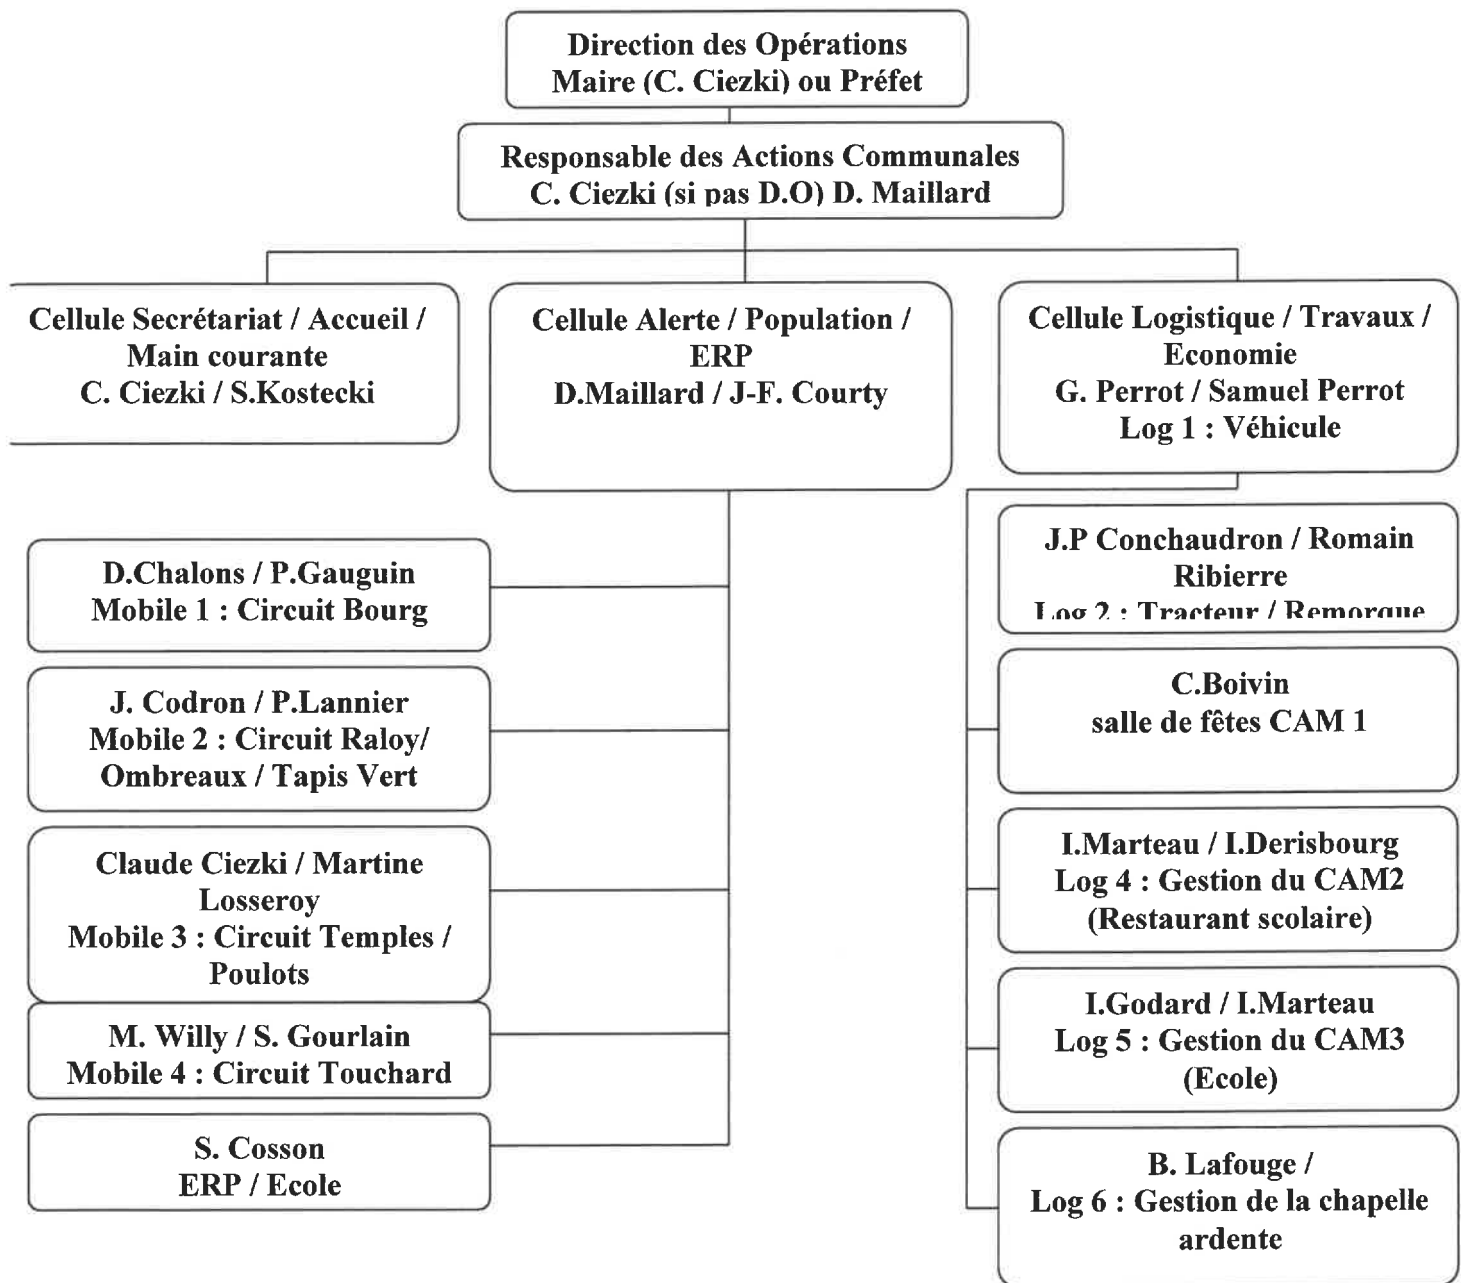 Direction des Opérations
Maire (C. Ciezki) ou Préfet
Responsable des Actions Communales
C. Ciezki (si pas D.O) D. Maillard
Cellule Secrétariat / Accueil /
Main courante
C. Ciezki / S.Kostecki
Cellule Alerte / Population /
ERP
D.Maillard / J-F. Courty
Cellule Logistique / Travaux /
Economie
G. Perrot / Samuel Perrot
Log 1 : Véhicule
D.Chalons / P.Gauguin
Mobile 1 : Circuit Bourg
J. Codron / P.Lannier
Mobile 2 : Circuit Raloy/
Ombreaux / Tapis Vert
Claude Ciezki / Martine
Losseroy
Mobile 3 : Circuit Temples /
Poulots
M. Willy / S. Gourlain
Mobile 4 : Circuit Touchard
S. Cosson
ERP / Ecole
J.P Conchaudron / Romain
Ribierre
Log 2 : Tracteur / Remorque
C.Boivin
salle de fêtes CAM 1
I.Marteau / I.Derisbourg
Log 4 : Gestion du CAM2
(Restaurant scolaire)
I.Godard / I.Marteau
Log 5 : Gestion du CAM3
(Ecole)
B. Lafouge /
Log 6 : Gestion de la chapelle
ardente